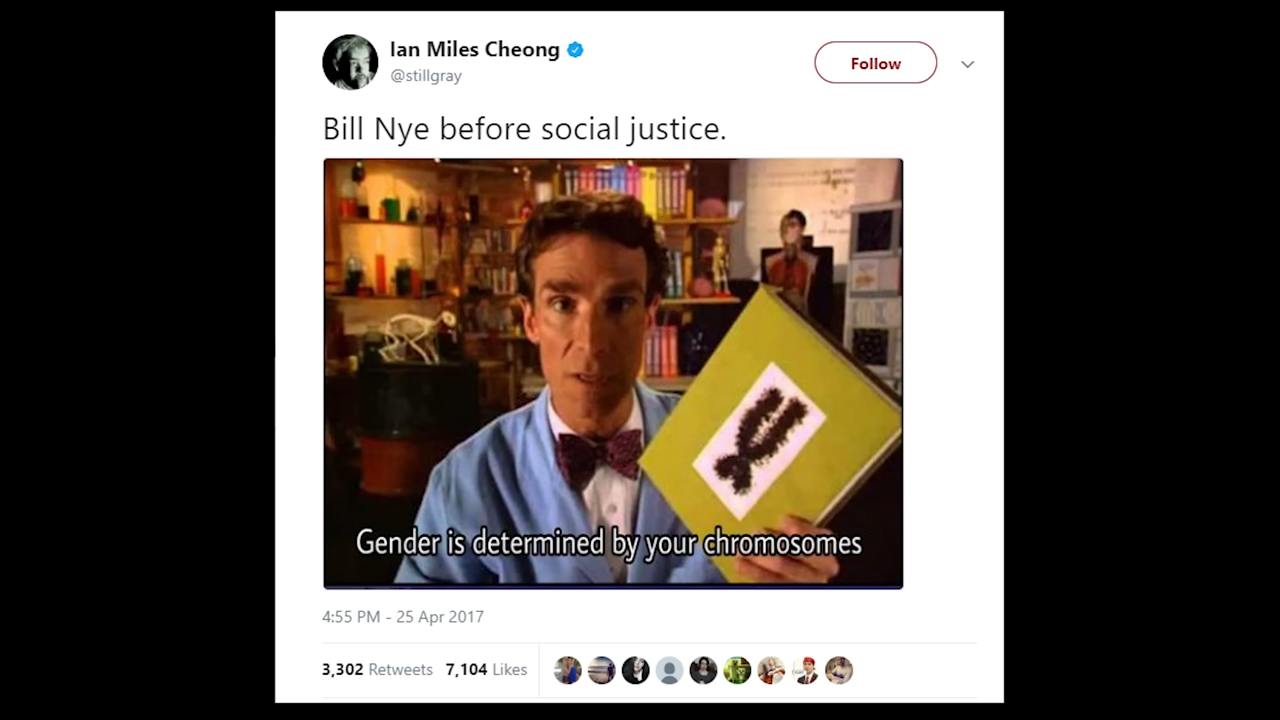 Ian Miles Cheong
@stillgray
Follow
Bill Nye before social justice.
Gender is determined by your chromosomes
4:55 PM - 25 Apr 2017
3,302 Retweets 7,104 Likes